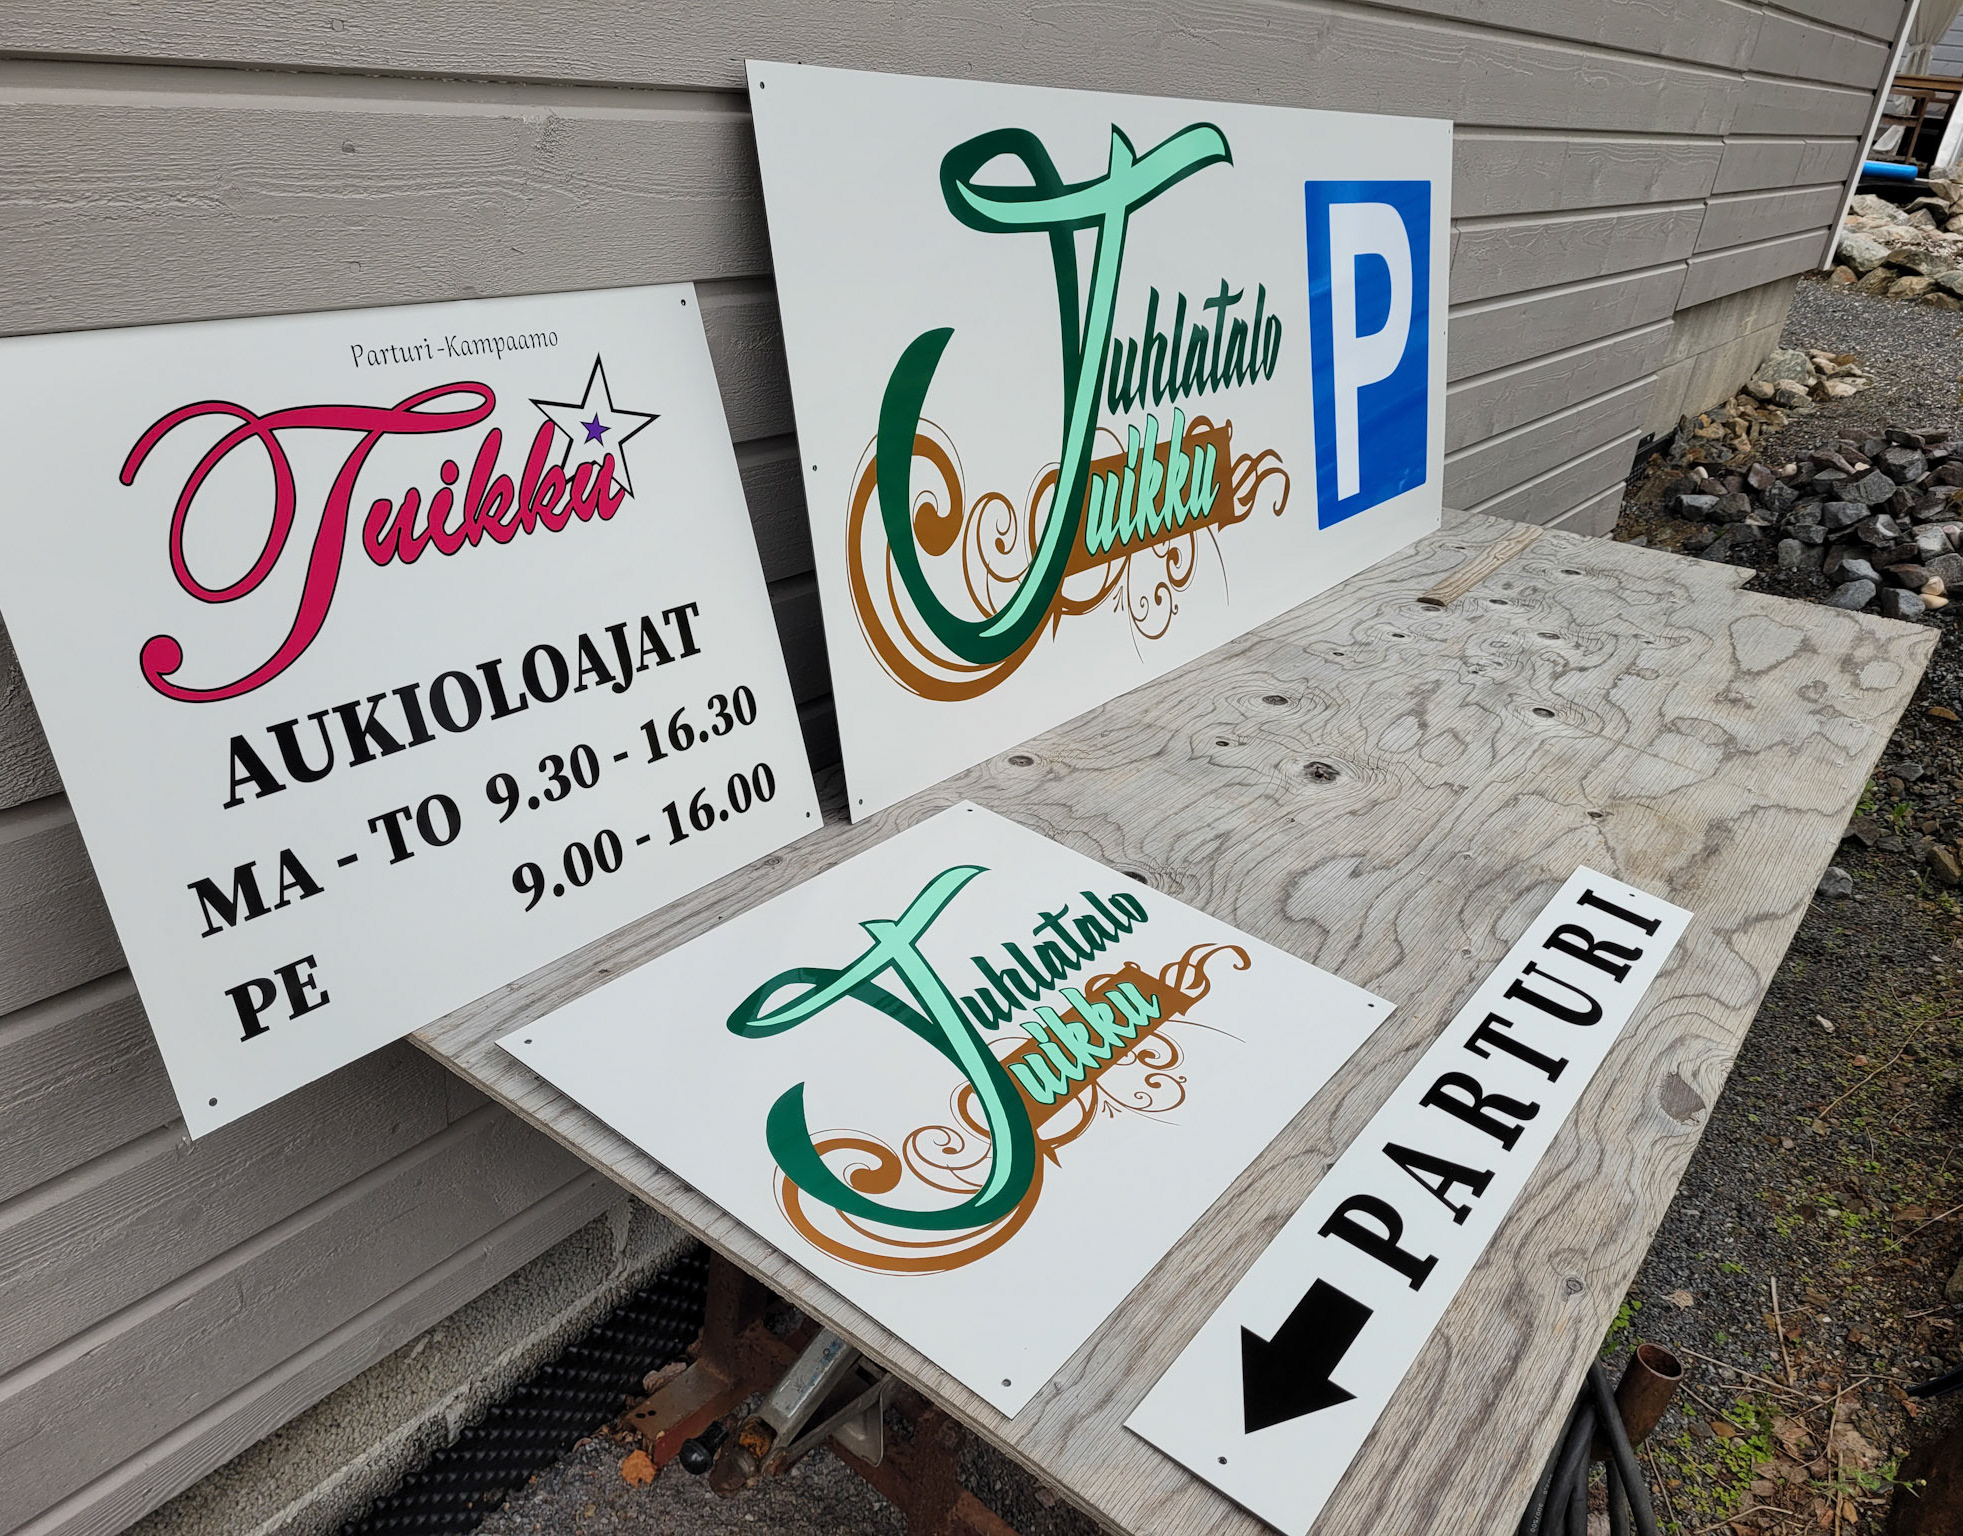 Parturi-Kampaamo
Tuikku
AUKIOLOAJAT
MA - TO 9.30 - 16.30
PE 9.00 - 16.00
Juhlatalo
Tuikku
P
Juhlatalo
Tuikku
PARTURI